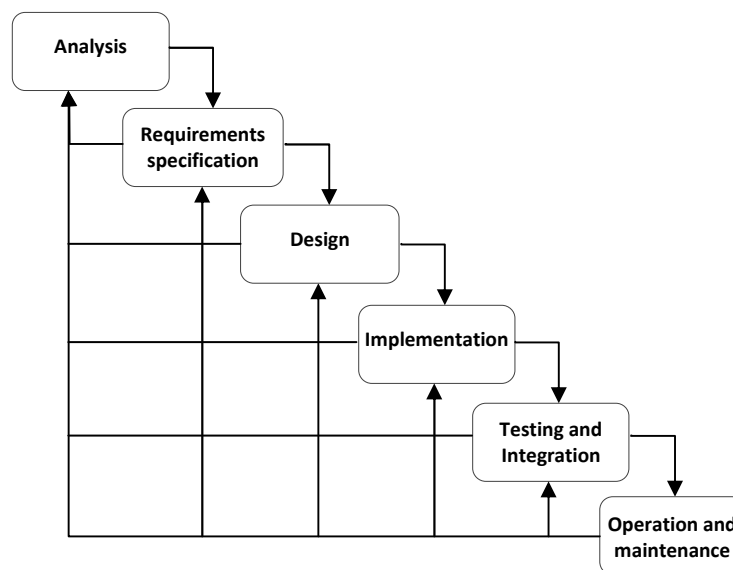 Analysis
Requirements
specification
Design
Implementation
Testing and
Integration
Operation and
maintenance